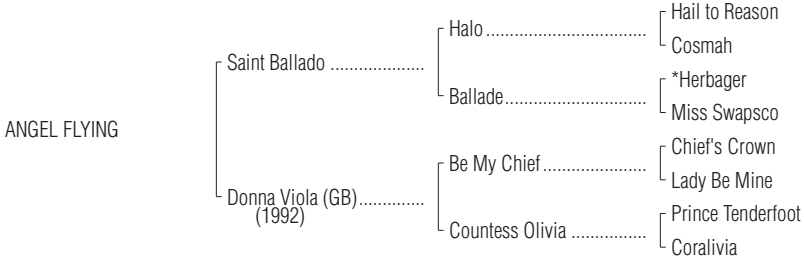 Hail to Reason
Halo ................................
Cosmah
Saint Ballado ....................
*Herbager
Ballade............................
Miss Swapsco
ANGEL FLYING
Chief's Crown
Be My Chief.....................
Lady Be Mine
Donna Viola (GB).............
(1992)
Prince Tenderfoot
Countess Olivia ...............
Coralivia